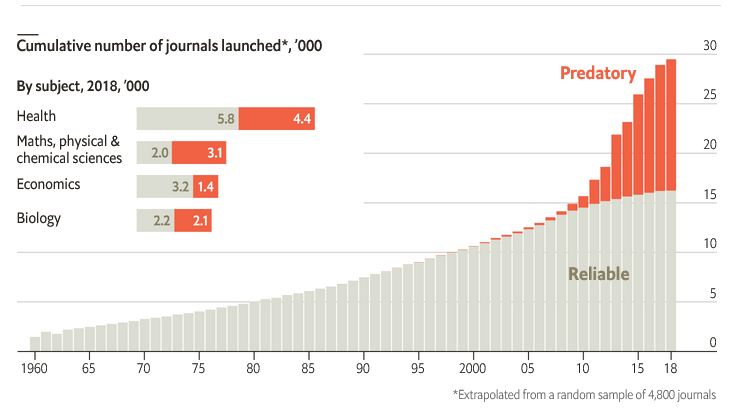 Cumulative number of journals launched*, ’000
By subject, 2018, ’000
Health
5.8 4.4
Maths, physical &
chemical sciences
2.0 3.1
Economics
3.2 1.4
Biology
2.2 2.1
Predatory
Reliable
30
25
20
15
10
5
0
1960 65 70 75 80 85 90 95 2000 05 10 15 18
*Extrapolated from a random sample of 4,800 journals